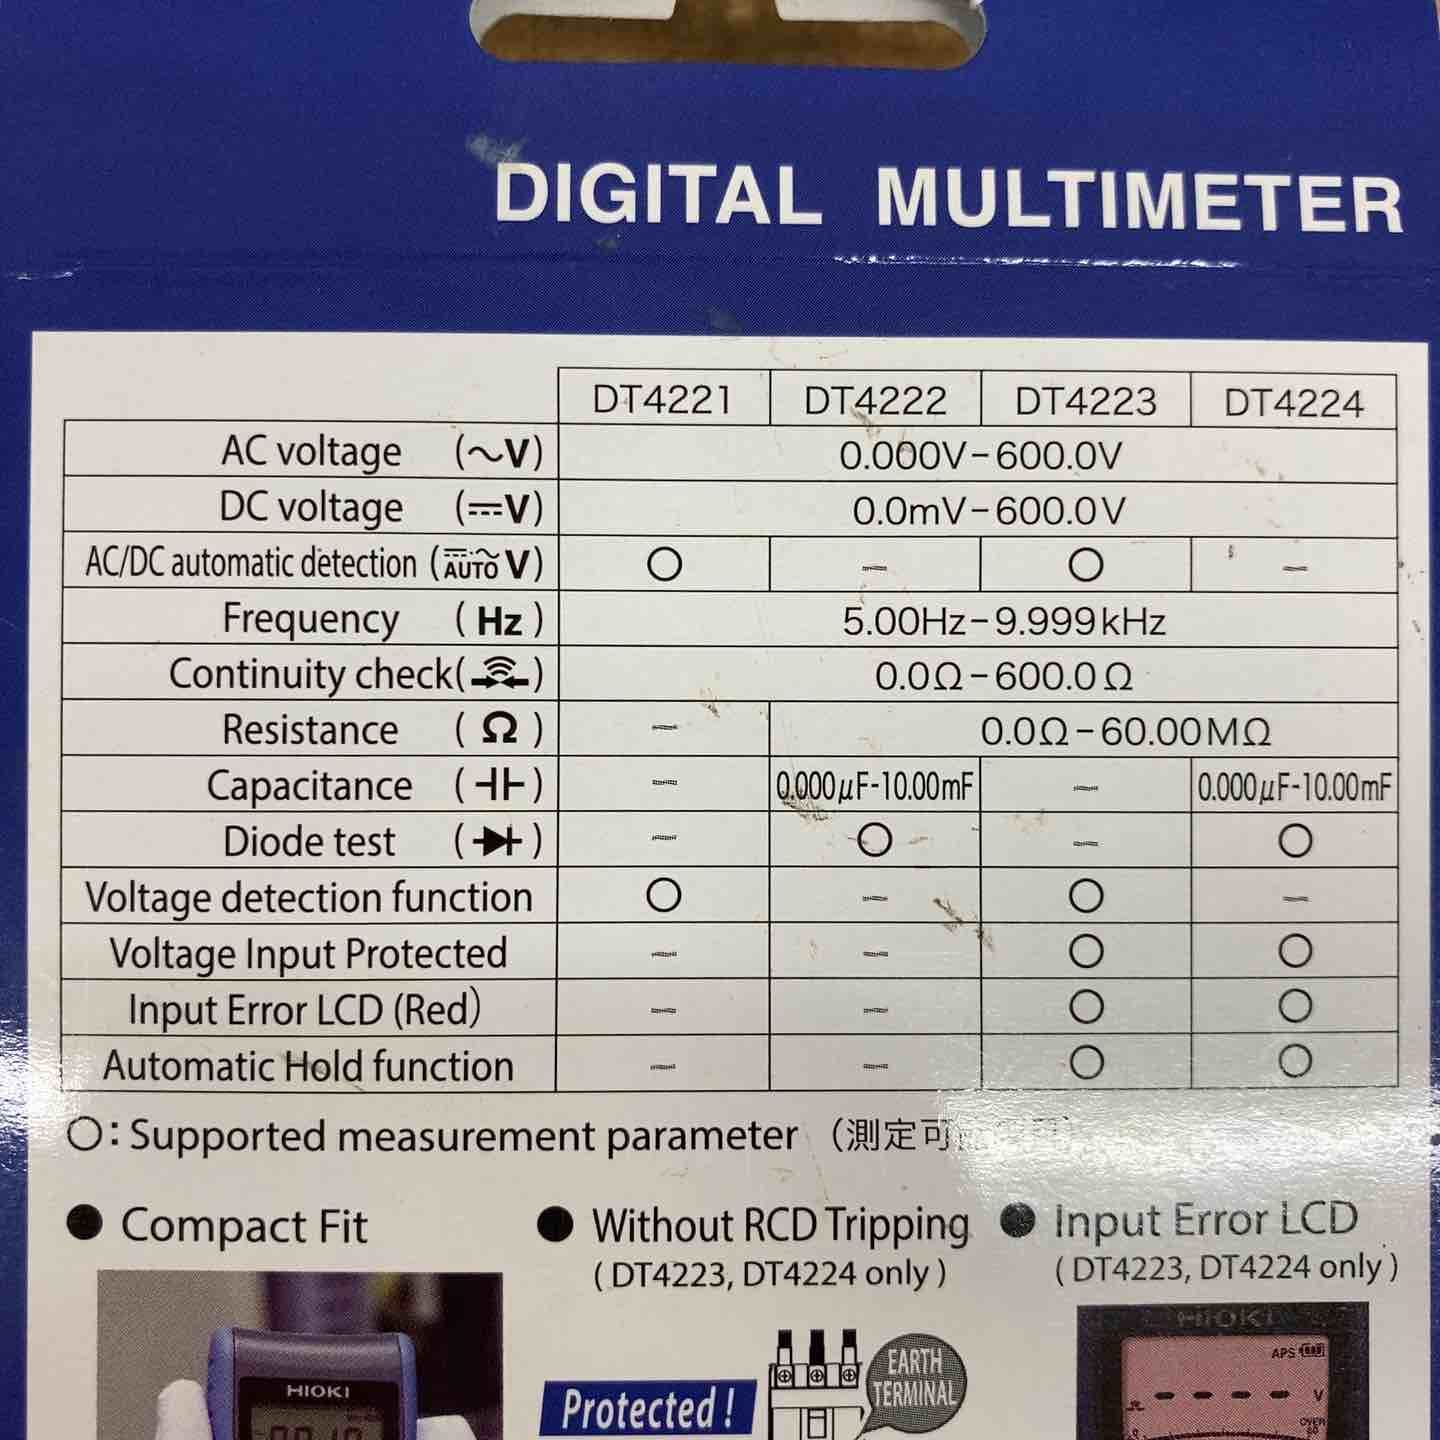 DIGITAL MULTIMETER
DT4221 DT4222 DT4223 DT4224
AC voltage (～V) 0.000V-600.0V
DC voltage (⎓V) 0.0mV-600.0V
AC/DC automatic detection (⎓～ AUTO V) ○ — ○ —
Frequency (Hz) 5.00Hz-9.999kHz
Continuity check( ) 0.0Ω-600.0Ω
Resistance (Ω) — 0.0Ω-60.00MΩ
Capacitance (⊣⊢) — 0.000μF-10.00mF — 0.000μF-10.00mF
Diode test ( ) — ○ — ○
Voltage detection function ○ — ○ —
Voltage Input Protected — — ○ ○
Input Error LCD (Red) — — ○ ○
Automatic Hold function — — ○ ○
○: Supported measurement parameter （測定可
● Compact Fit
● Without RCD Tripping
(DT4223, DT4224 only)
● Input Error LCD
(DT4223, DT4224 only)
HIOKI
Protected!
EARTH
TERMINAL
HIOKI
APS
---- V
OVER
60
0